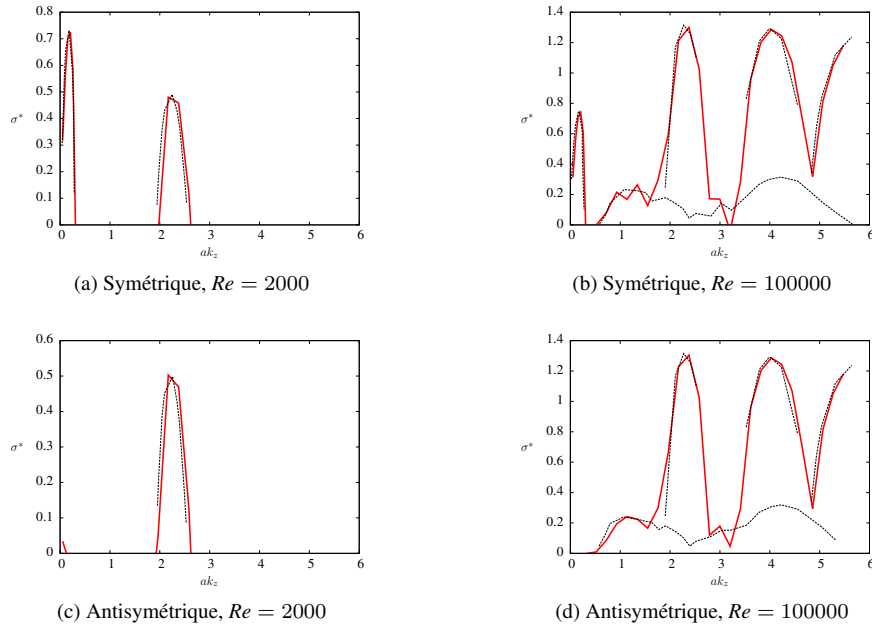 0.8
0.7
0.6
0.5
0.4
0.3
0.2
0.1
0
σ*
0 1 2 3 4 5 6
ak_z
(a) Symétrique, Re = 2000
1.4
1.2
1
0.8
0.6
0.4
0.2
0
σ*
0 1 2 3 4 5 6
ak_z
(b) Symétrique, Re = 100000
0.6
0.5
0.4
0.3
0.2
0.1
0
σ*
0 1 2 3 4 5 6
ak_z
(c) Antisymétrique, Re = 2000
1.4
1.2
1
0.8
0.6
0.4
0.2
0
σ*
0 1 2 3 4 5 6
ak_z
(d) Antisymétrique, Re = 100000